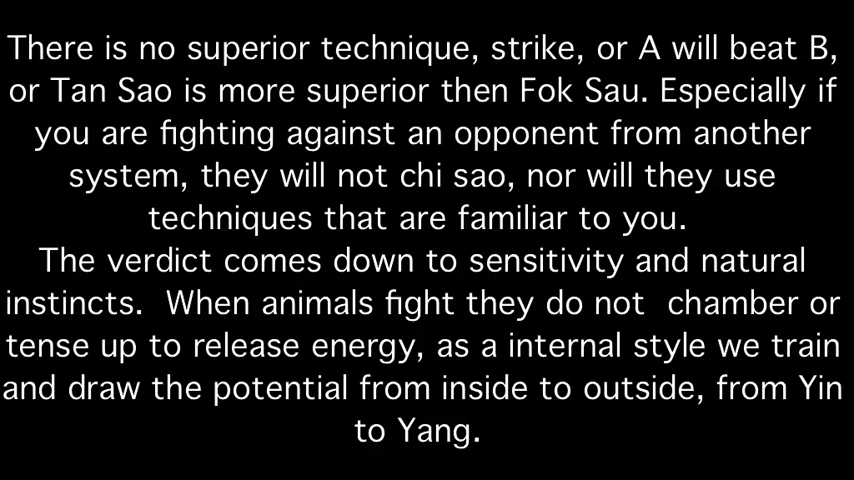 There is no superior technique, strike, or A will beat B,
or Tan Sao is more superior then Fok Sau. Especially if
you are fighting against an opponent from another
system, they will not chi sao, nor will they use
techniques that are familiar to you.
The verdict comes down to sensitivity and natural
instincts.  When animals fight they do not  chamber or
tense up to release energy, as a internal style we train
and draw the potential from inside to outside, from Yin
to Yang.